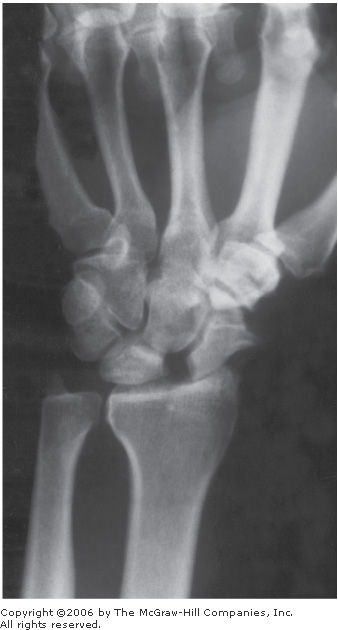 Copyright ©2006 by The McGraw-Hill Companies, Inc.
All rights reserved.